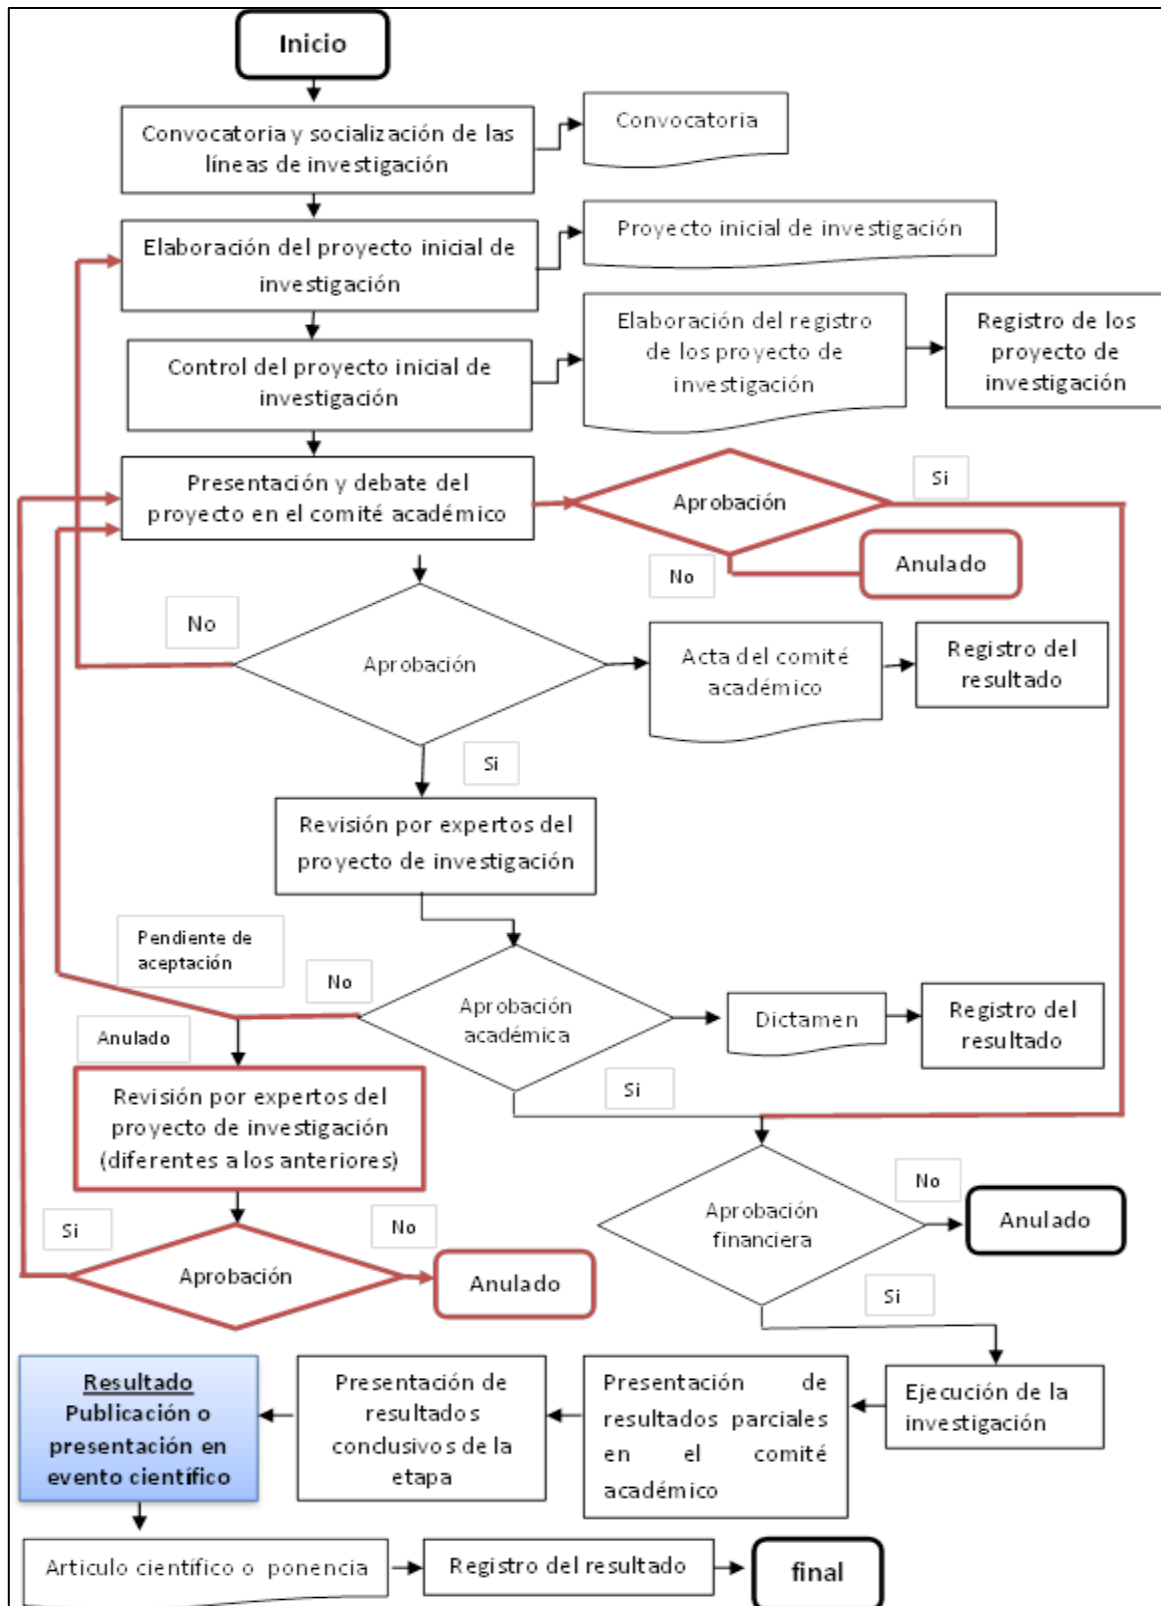 Inicio
Convocatoria y socialización de las
líneas de investigación
Convocatoria
Elaboración del proyecto inicial de
investigación
Proyecto inicial de investigación
Control del proyecto inicial de
investigación
Elaboración del registro
de los proyecto de
investigación
Registro de los
proyecto de
investigación
Presentación y debate del
proyecto en el comité académico
Aprobación
Si
No
Anulado
No
Aprobación
Acta del comité
académico
Registro del
resultado
Si
Revisión por expertos del
proyecto de investigación
Pendiente de
aceptación
No
Aprobación
académica
Dictamen
Registro del
resultado
Anulado
Si
Revisión por expertos del
proyecto de investigación
(diferentes a los anteriores)
Aprobación
financiera
No
Anulado
Si
No
Aprobación
Anulado
Si
Resultado
Publicación o
presentación en
evento científico
Presentación de
resultados
conclusivos de la
etapa
Presentación de
resultados parciales
en el comité
académico
Ejecución de la
investigación
Articulo científico o ponencia
Registro del resultado
final